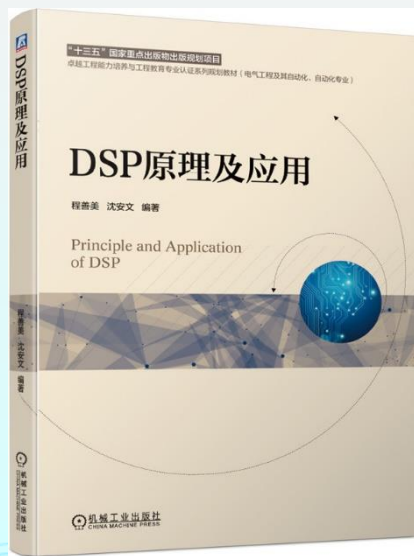 DSP原理及应用
程善美 沈安文 编著
机械工业出版社
"十三五"国家重点出版物出版规划项目
卓越工程能力培养与工程教育专业认证系列规划教材（电气工程及其自动化、自动化专业）
DSP原理及应用
程善美 沈安文 编著
Principle and Application
of DSP
机械工业出版社
CHINA MACHINE PRESS